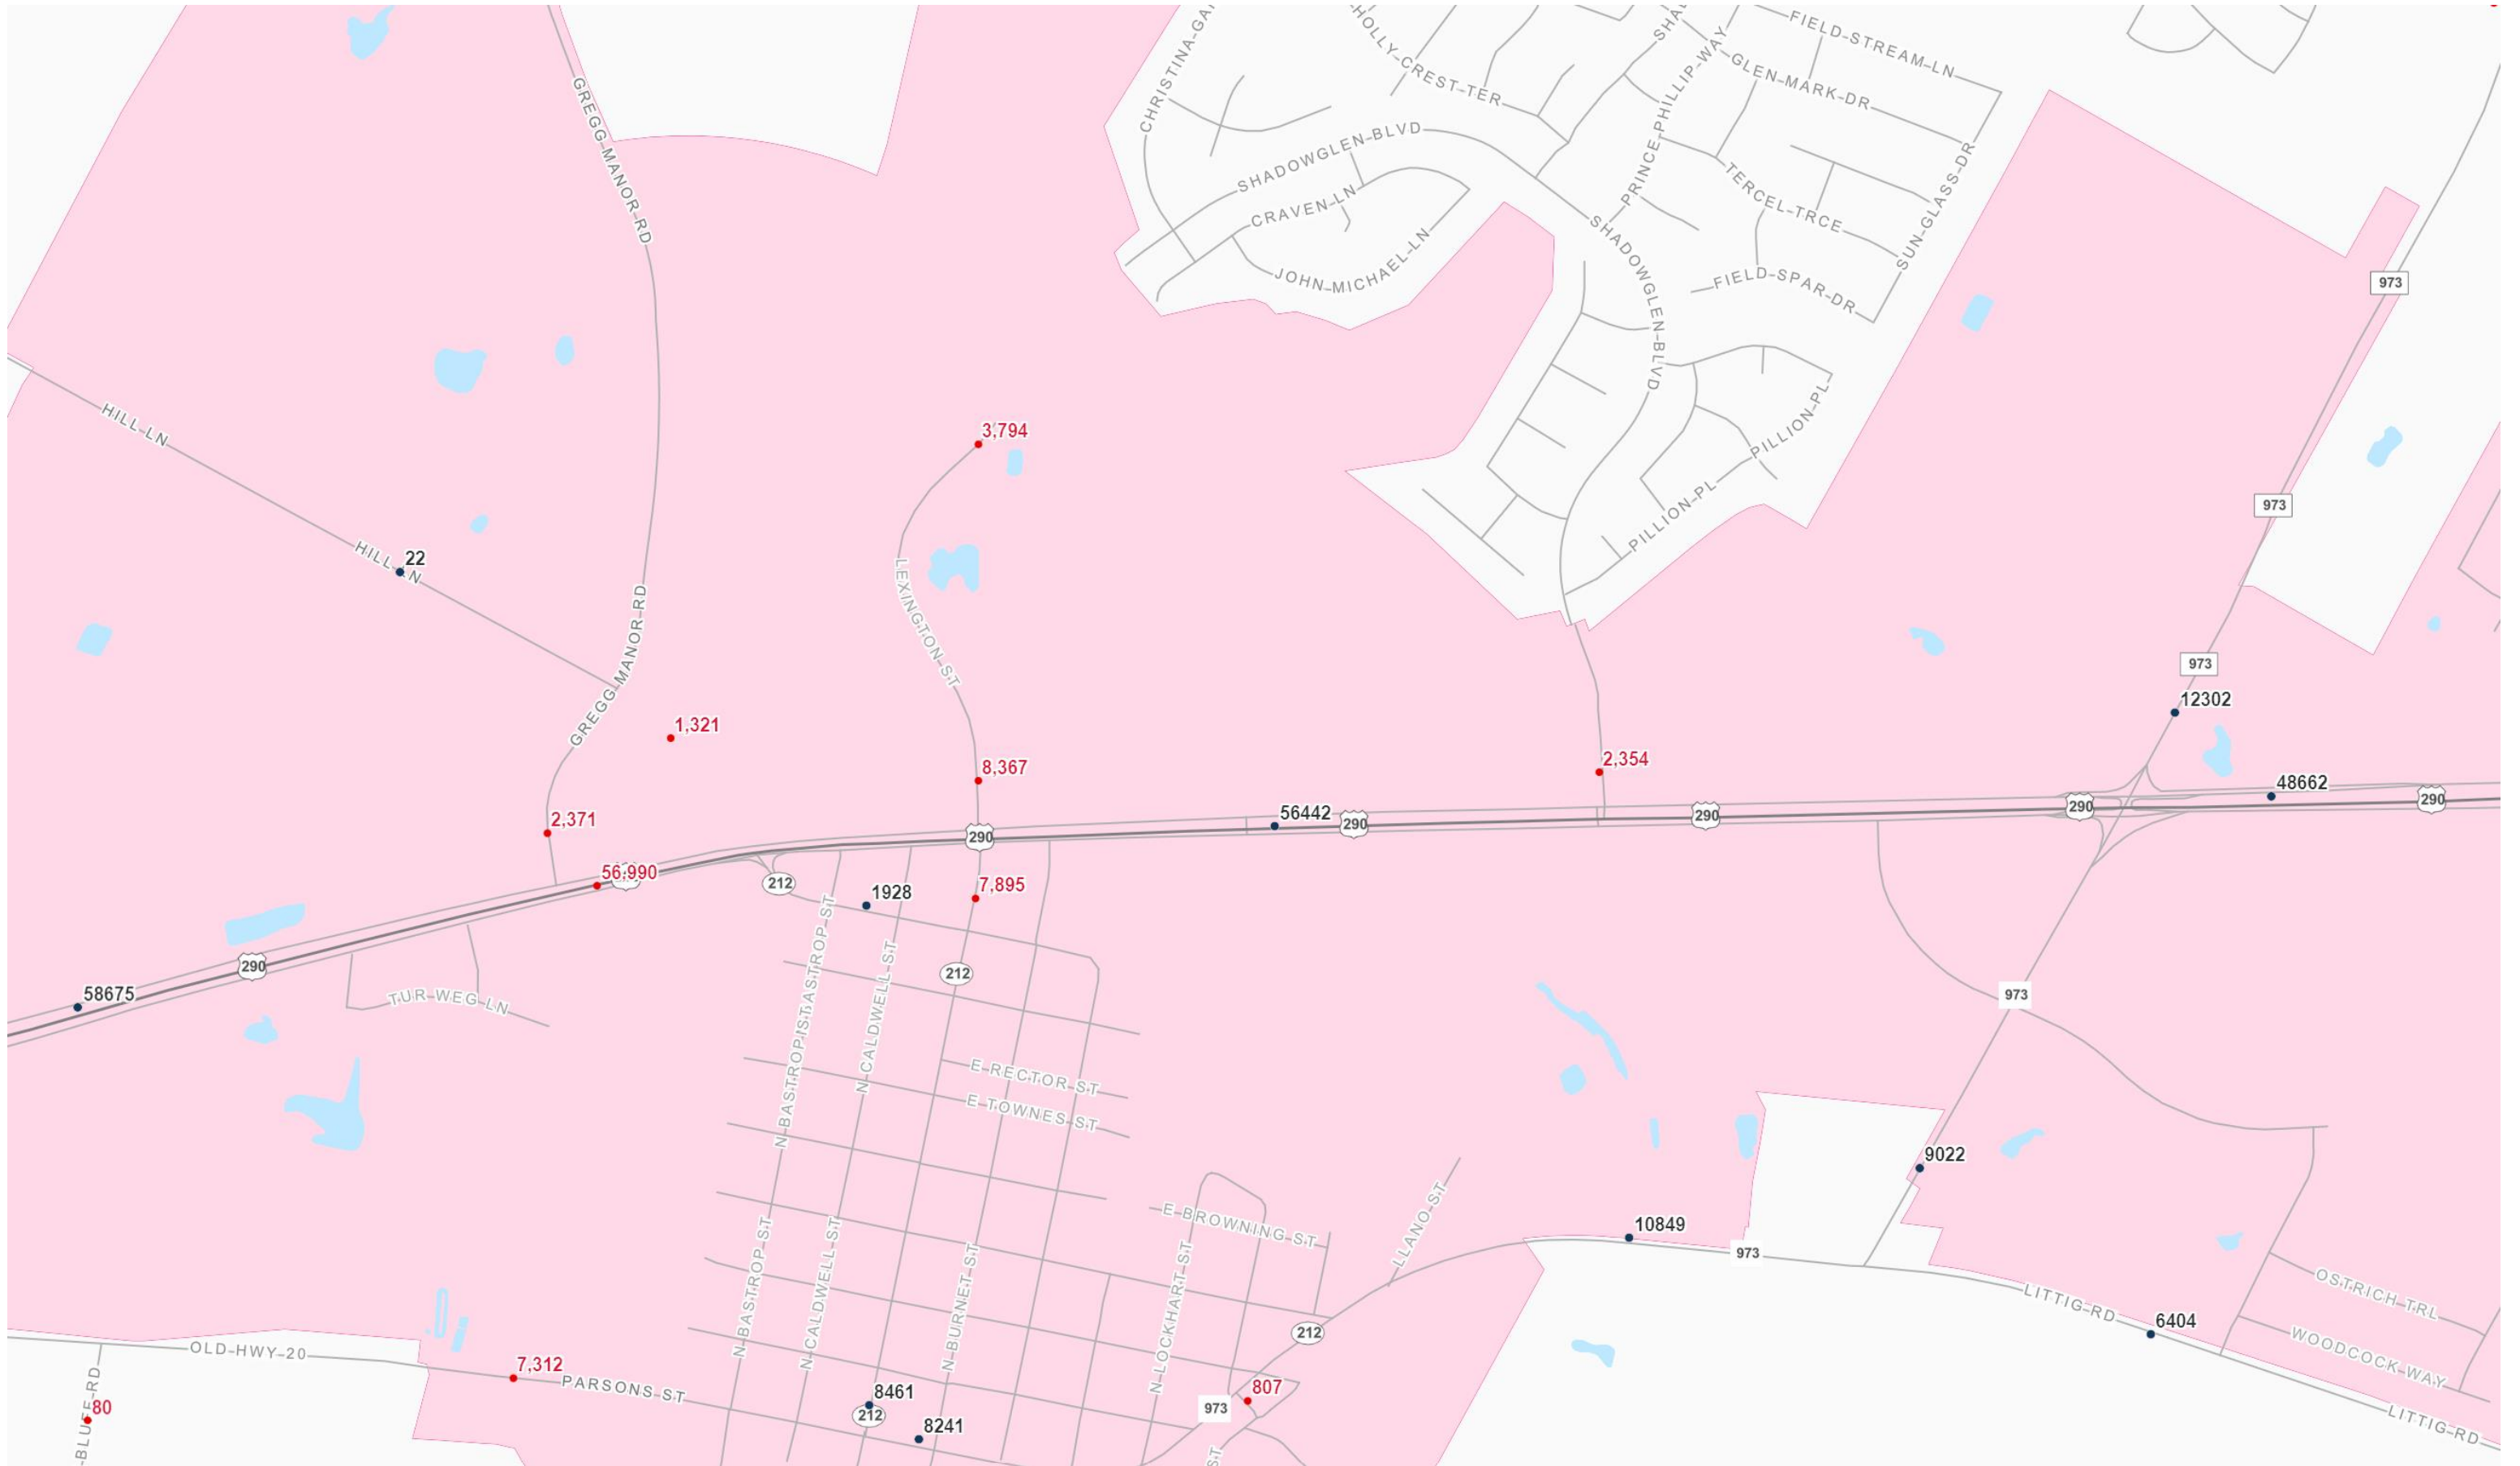 CHRISTINA-GA
HOLLY-CREST-TER
SHA
FIELD-STREAM-LN
GLEN-MARK-DR
PRINCE-PHILLIP-WAY
GREGG-MANOR-RD
SHADOWGLEN-BLVD
CRAVEN-LN
JOHN-MICHAEL-LN
TERCEL-TRCE
SUN-GLASS-DR
SHADOWGLEN-BLVD
FIELD-SPAR-DR
973
HILL-LN
3,794
PILLION-PL
PILLION-PL
973
HILL-LN
22
LEXINGTON-ST
GREGG-MANOR-RD
973
12302
1,321
8,367
2,354
48662
2,371
56442
290
290
290
290
290
56,990
212
1928
7,895
290
58675
TUR-WEG-LN
N-BASTROP-ST
N-CALDWELL-ST
212
973
E-RECTOR-ST
E-TOWNES-ST
9022
E-BROWNING-ST
LLANO-ST
10849
973
N-BASTROP-ST
N-CALDWELL-ST
N-BURNET-ST
N-LOCKHART-ST
OSTRICH-TRL
LITTIG-RD
6404
WOODCOCK-WAY
OLD-HWY-20
212
7,312
PARSONS-ST
-BLUFF-RD
80
8461
212
8241
807
973
ST
LITTIG-RD